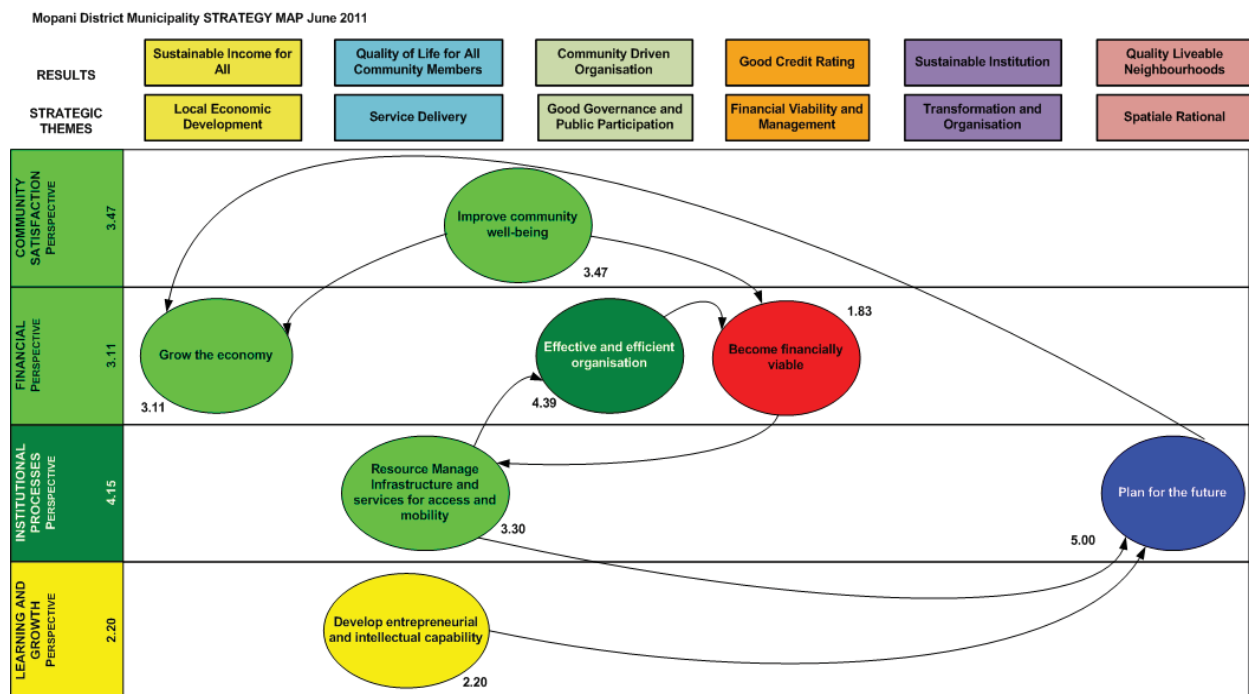 Mopani District Municipality STRATEGY MAP June 2011
RESULTS
Sustainable Income for
All
Quality of Life for All
Community Members
Community Driven
Organisation
Good Credit Rating
Sustainable Institution
Quality Liveable
Neighbourhoods
STRATEGIC
THEMES
Local Economic
Development
Service Delivery
Good Governance and
Public Participation
Financial Viability and
Management
Transformation and
Organisation
Spatiale Rational
COMMUNITY
SATISFACTION
PERSPECTIVE
3.47
Improve community
well-being
3.47
FINANCIAL
PERSPECTIVE
3.11
Grow the economy
3.11
Effective and efficient
organisation
4.39
Become financially
viable
1.83
INSTITUTIONAL
PROCESSES
PERSPECTIVE
4.15
Resource Manage
Infrastructure and
services for access and
mobility
3.30
Plan for the future
5.00
LEARNING AND
GROWTH
PERSPECTIVE
2.20
Develop entrepreneurial
and intellectual capability
2.20